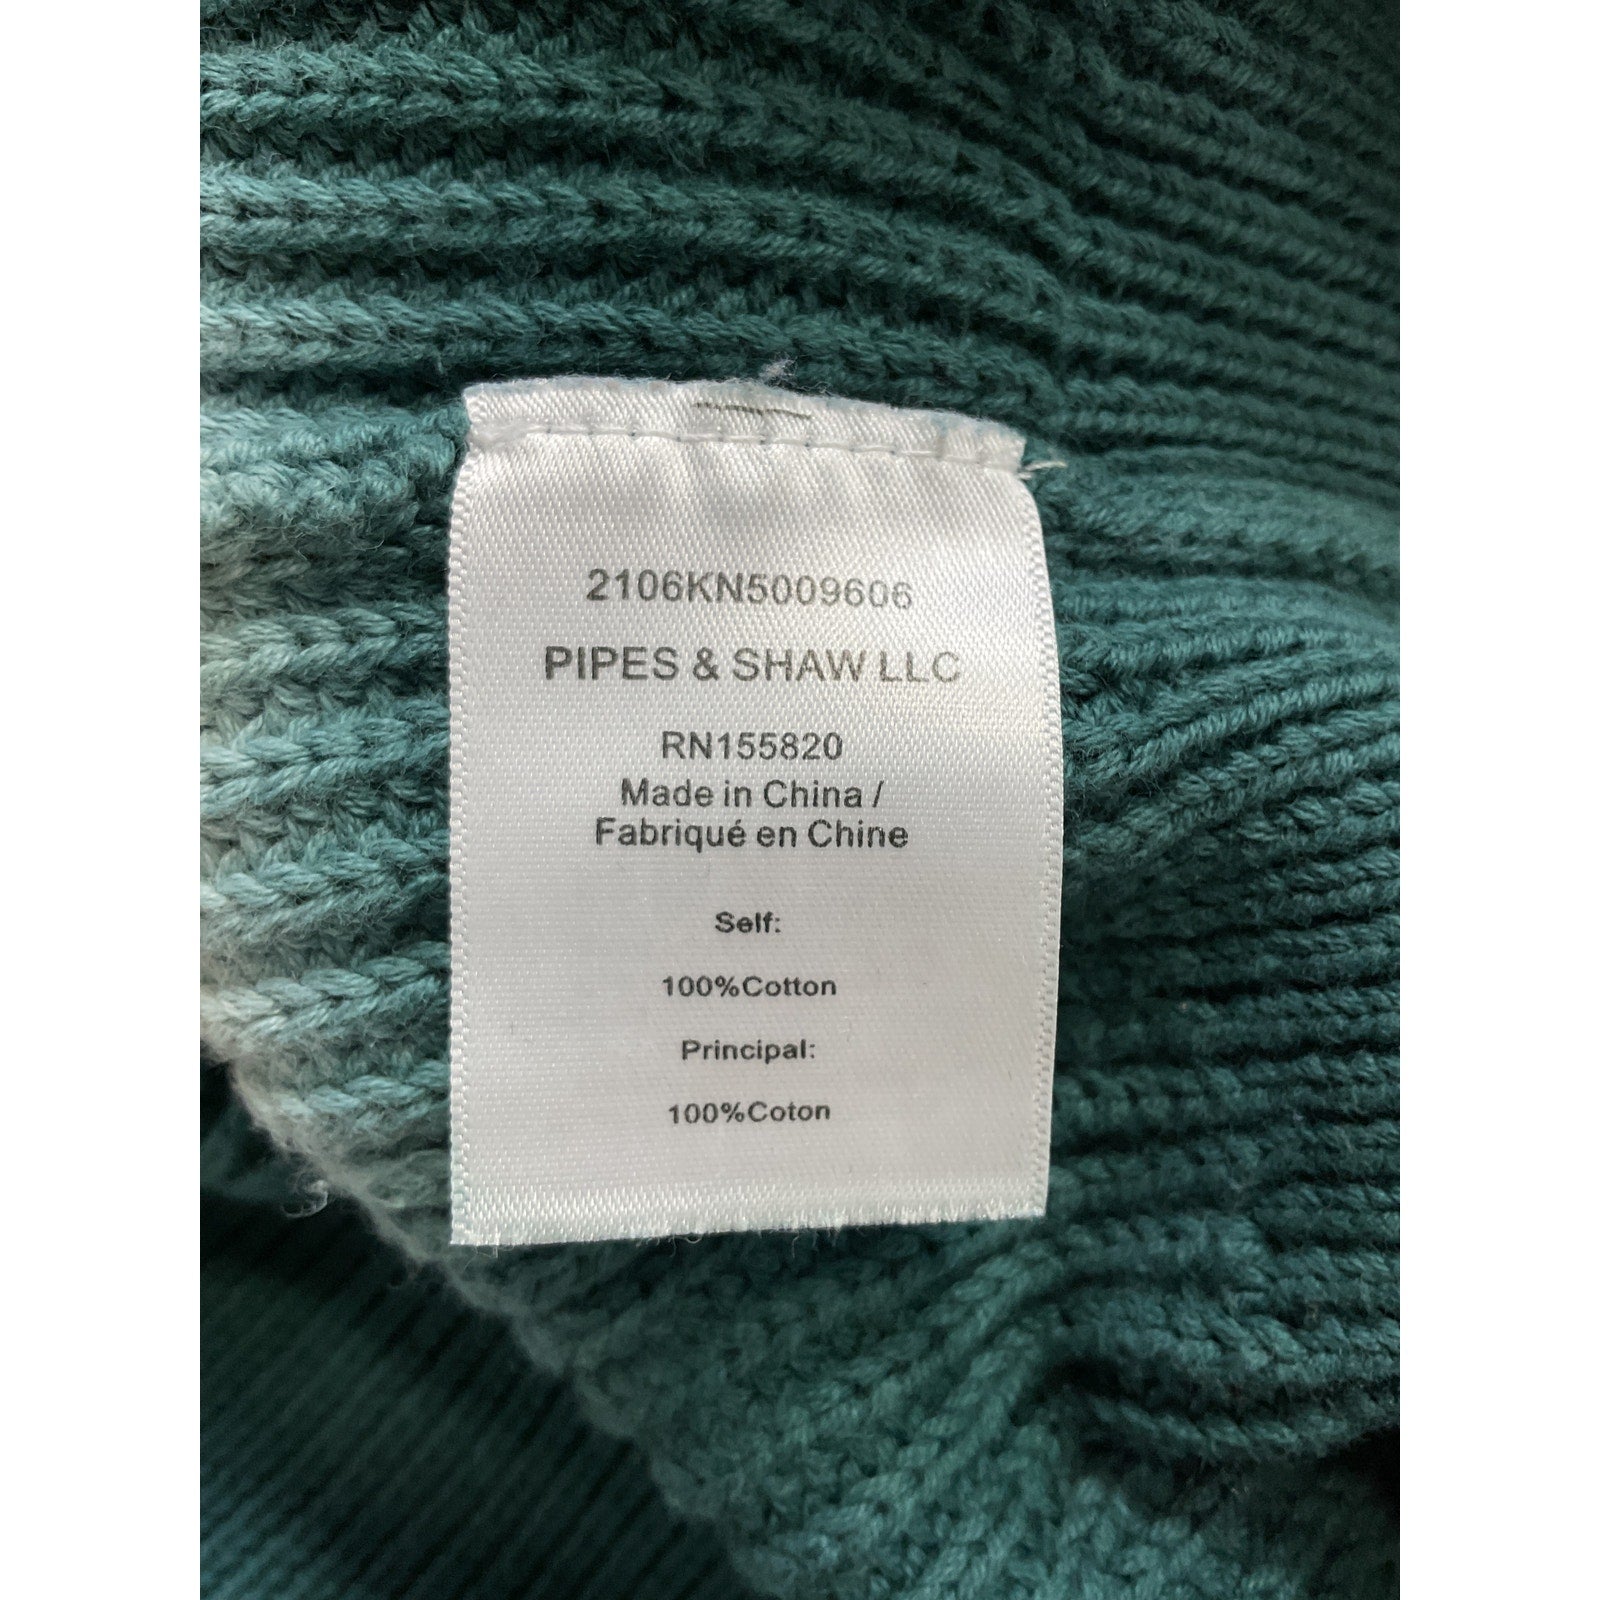 2106KN5009606
PIPES & SHAW LLC
RN155820
Made in China /
Fabriqué en Chine
Self:
100%Cotton
Principal:
100%Coton